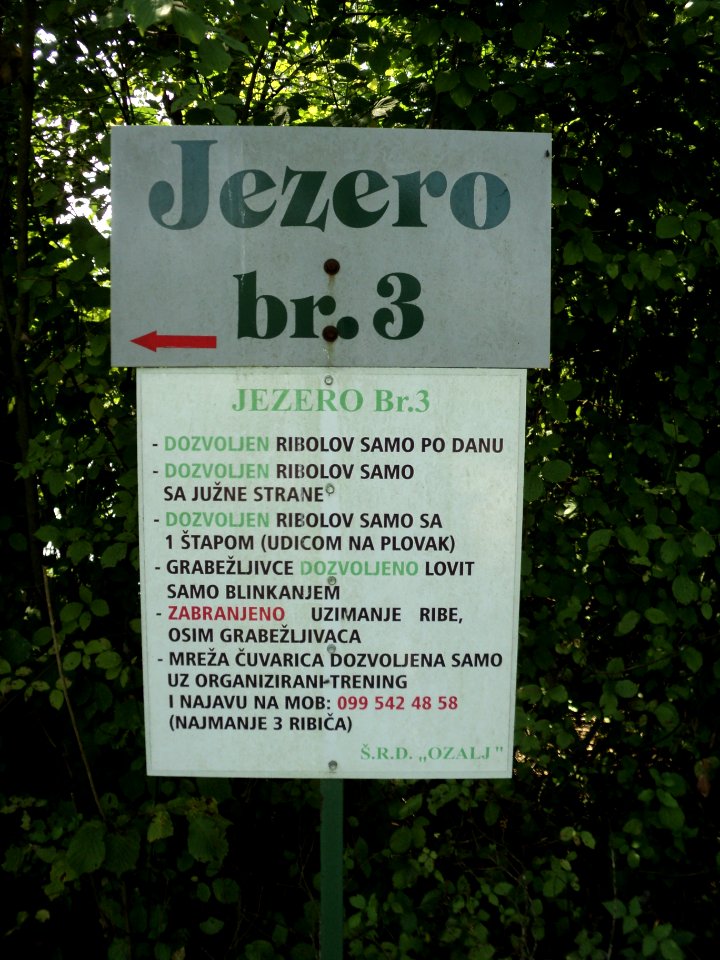 Jezero
br. 3
JEZERO Br.3
- DOZVOLJEN RIBOLOV SAMO PO DANU
- DOZVOLJEN RIBOLOV SAMO
SA JUŽNE STRANE
- DOZVOLJEN RIBOLOV SAMO SA
1 ŠTAPOM (UDICOM NA PLOVAK)
- GRABEŽLJIVCE DOZVOLJENO LOVIT
SAMO BLINKANJEM
- ZABRANJENO UZIMANJE RIBE,
OSIM GRABEŽLJIVACA
- MREŽA ČUVARICA DOZVOLJENA SAMO
UZ ORGANIZIRANI TRENING
I NAJAVU NA MOB: 099 542 48 58
(NAJMANJE 3 RIBIČA)
Š.R.D. „OZALJ"